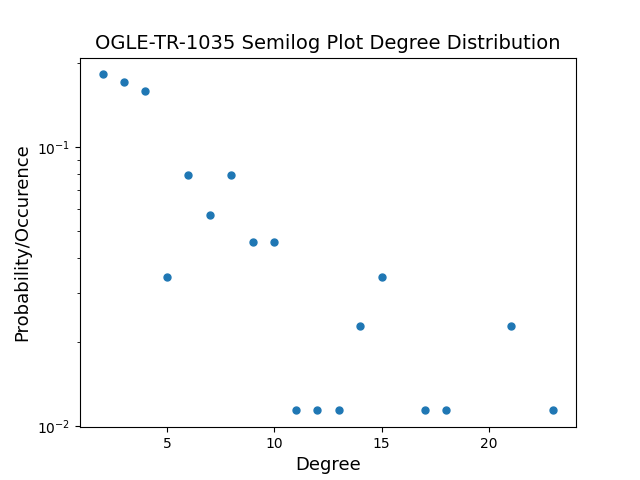 OGLE-TR-1035 Semilog Plot Degree Distribution
Probability/Occurence
10⁻¹
10⁻²
5 10 15 20
Degree